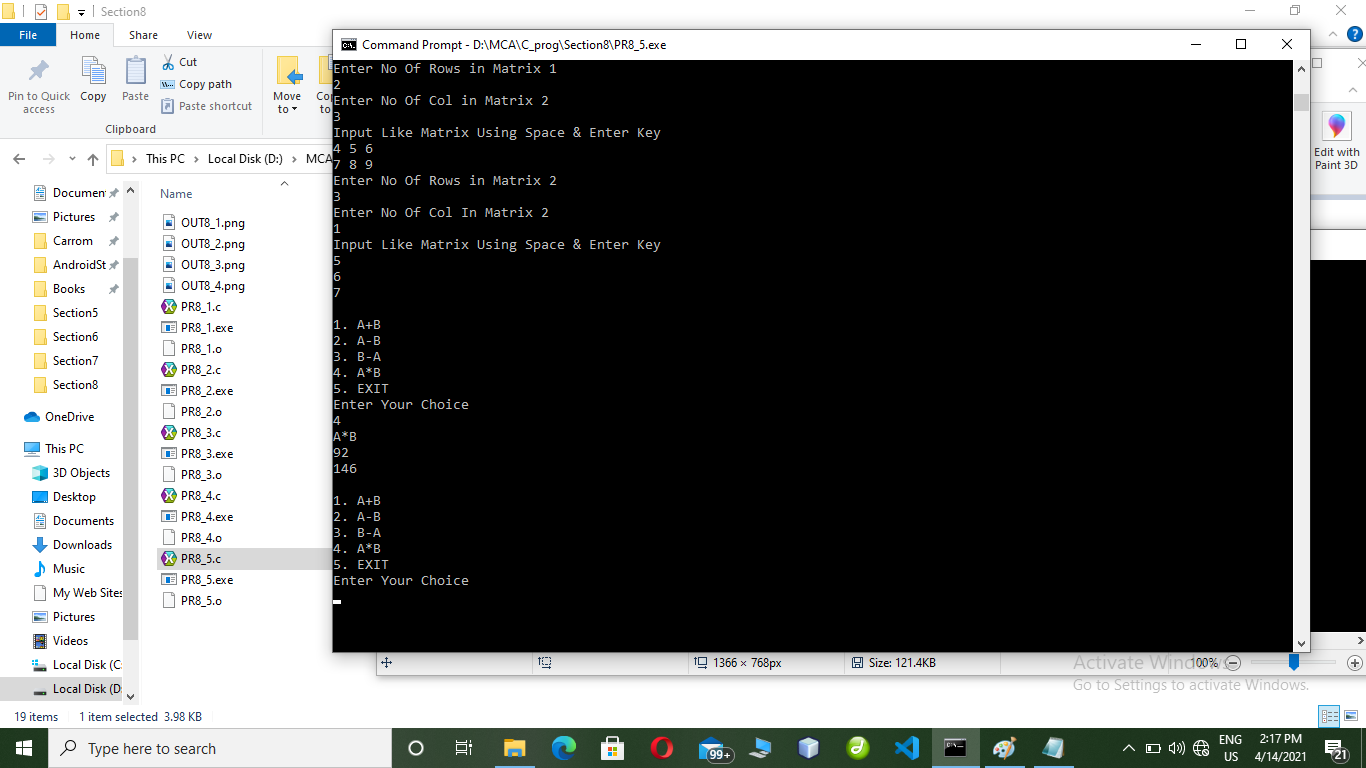 Section8
File Home Share View
Pin to Quick access
Copy
Paste
Cut
Copy path
Paste shortcut
Move to
Clipboard
This PC > Local Disk (D:) > MCA
Documen
Pictures
Carrom
AndroidSt
Books
Section5
Section6
Section7
Section8
OneDrive
This PC
3D Objects
Desktop
Documents
Downloads
Music
My Web Sites
Pictures
Videos
Local Disk (C
Local Disk (D
Name
OUT8_1.png
OUT8_2.png
OUT8_3.png
OUT8_4.png
PR8_1.c
PR8_1.exe
PR8_1.o
PR8_2.c
PR8_2.exe
PR8_2.o
PR8_3.c
PR8_3.exe
PR8_3.o
PR8_4.c
PR8_4.exe
PR8_4.o
PR8_5.c
PR8_5.exe
PR8_5.o
19 items 1 item selected 3.98 KB
Command Prompt - D:\MCA\C_prog\Section8\PR8_5.exe
Enter No Of Rows in Matrix 1
2
Enter No Of Col in Matrix 2
3
Input Like Matrix Using Space & Enter Key
4 5 6
7 8 9
Enter No Of Rows in Matrix 2
3
Enter No Of Col In Matrix 2
1
Input Like Matrix Using Space & Enter Key
5
6
7
1. A+B
2. A-B
3. B-A
4. A*B
5. EXIT
Enter Your Choice
4
A*B
92
146
1. A+B
2. A-B
3. B-A
4. A*B
5. EXIT
Enter Your Choice
Edit with
Paint 3D
1366 × 768px
Size: 121.4KB
100%
Activate Windows
Go to Settings to activate Windows.
Type here to search
99+
ENG
US
2:17 PM
4/14/2021
21